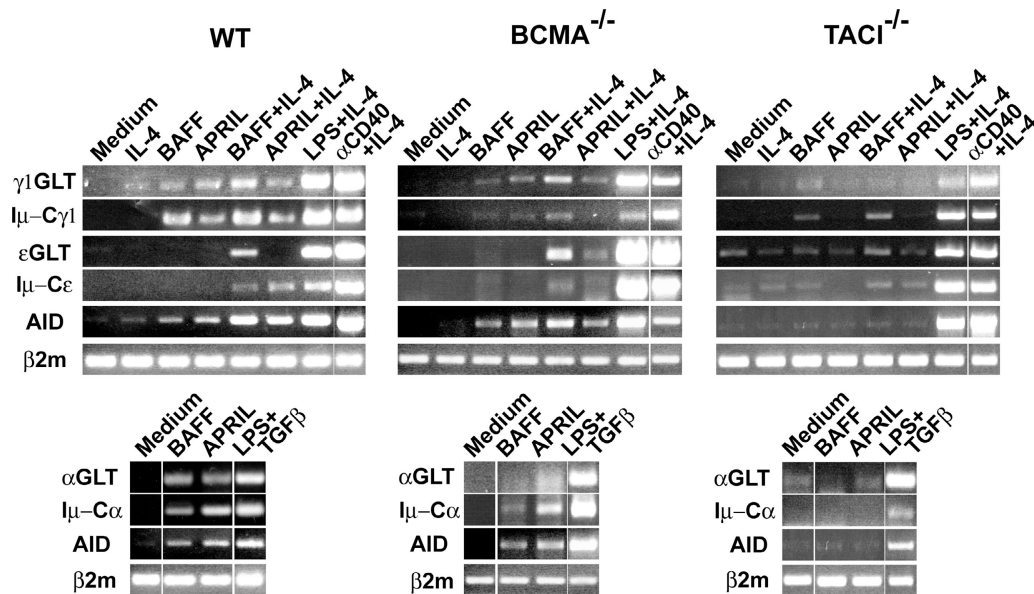 WT
BCMA-/-
TACI-/-
Medium IL-4 BAFF APRIL BAFF+IL-4 APRIL+IL-4 LPS+IL-4 αCD40 +IL-4
Medium IL-4 BAFF APRIL BAFF+IL-4 APRIL+IL-4 LPS+IL-4 αCD40 +IL-4
Medium IL-4 BAFF APRIL BAFF+IL-4 APRIL+IL-4 LPS+IL-4 αCD40 +IL-4
γ1GLT
Iμ–Cγ1
εGLT
Iμ–Cε
AID
β2m
Medium BAFF APRIL LPS+ TGFβ
Medium BAFF APRIL LPS+ TGFβ
Medium BAFF APRIL LPS+ TGFβ
αGLT αGLT αGLT
Iμ–Cα Iμ–Cα Iμ–Cα
AID AID AID
β2m β2m β2m